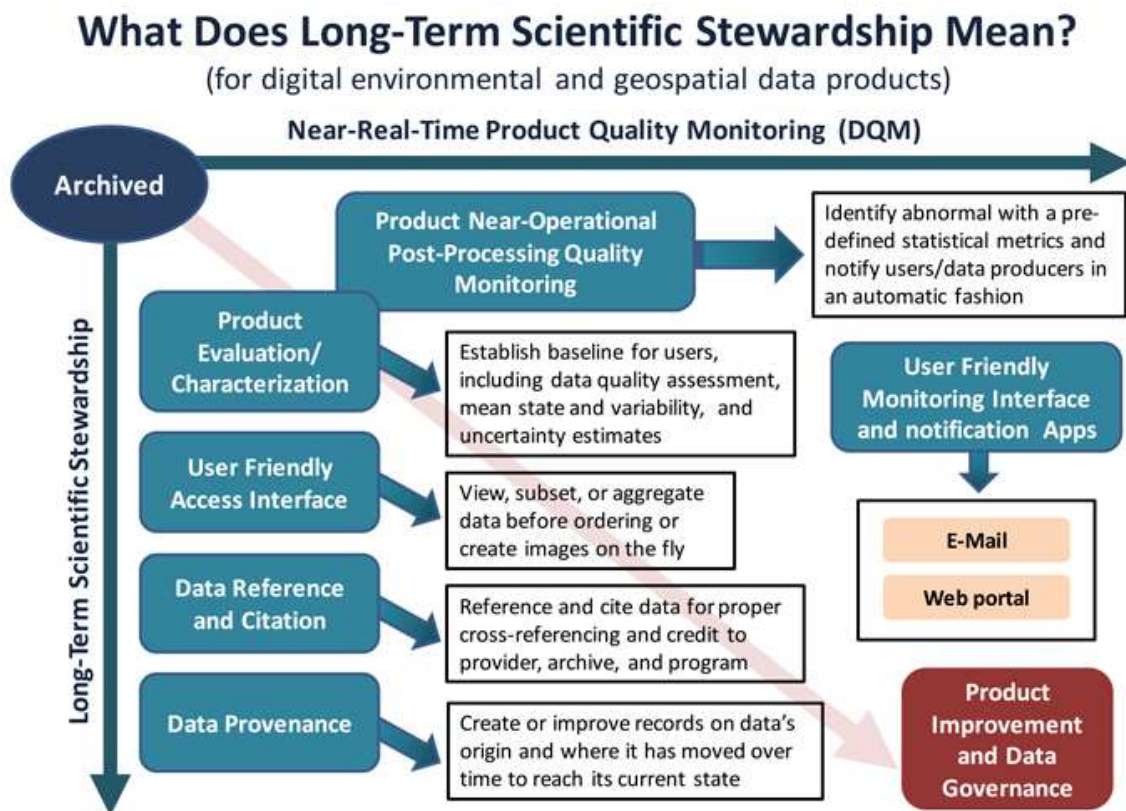 What Does Long-Term Scientific Stewardship Mean?
(for digital environmental and geospatial data products)
Near-Real-Time Product Quality Monitoring (DQM)
Archived
Long-Term Scientific Stewardship
Product Near-Operational
Post-Processing Quality
Monitoring
Identify abnormal with a pre-
defined statistical metrics and
notify users/data producers in
an automatic fashion
Product
Evaluation/
Characterization
Establish baseline for users,
including data quality assessment,
mean state and variability, and
uncertainty estimates
User Friendly
Monitoring Interface
and notification Apps
User Friendly
Access Interface
View, subset, or aggregate
data before ordering or
create images on the fly
E-Mail
Web portal
Data Reference
and Citation
Reference and cite data for proper
cross-referencing and credit to
provider, archive, and program
Data Provenance
Create or improve records on data's
origin and where it has moved over
time to reach its current state
Product
Improvement
and Data
Governance